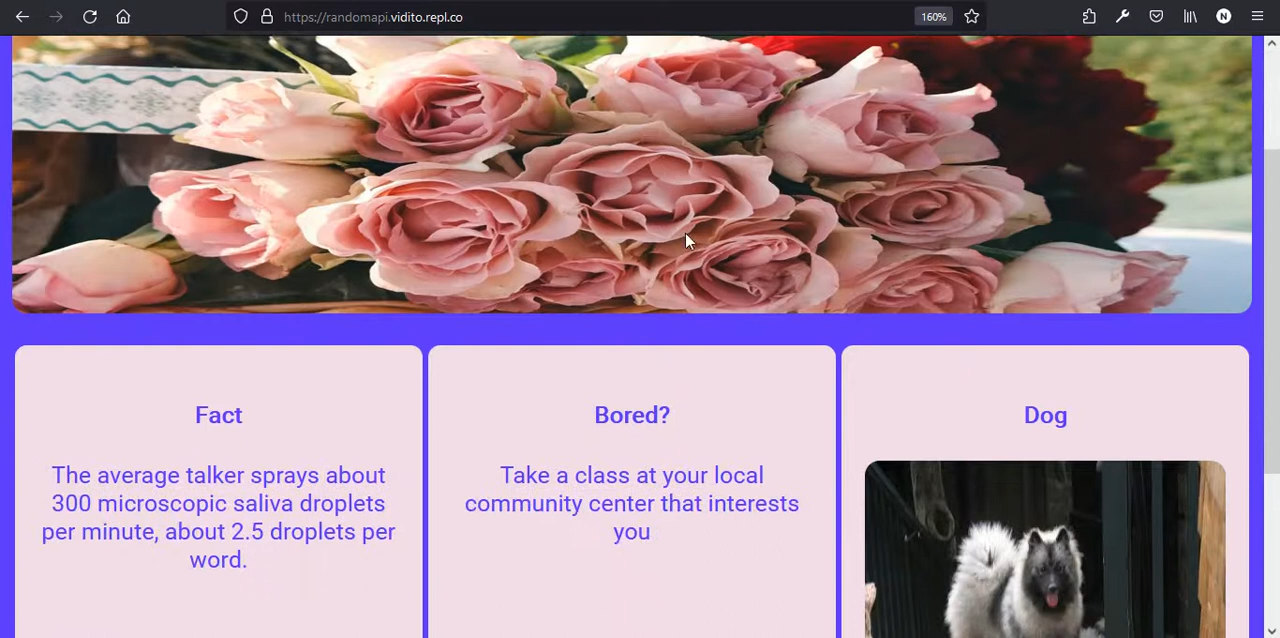 https://randomapi.vidito.repl.co
160%
N
Fact
The average talker sprays about
300 microscopic saliva droplets
per minute, about 2.5 droplets per
word.
Bored?
Take a class at your local
community center that interests
you
Dog